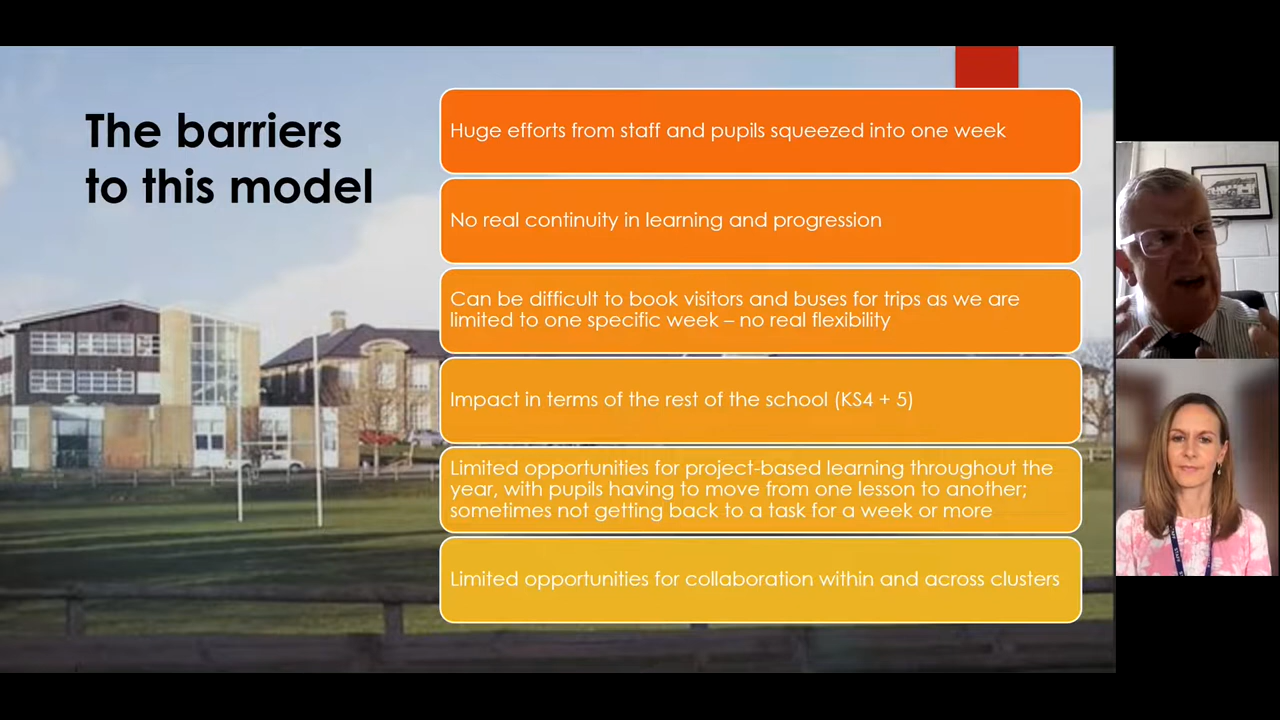 The barriers
to this model
Huge efforts from staff and pupils squeezed into one week
No real continuity in learning and progression
Can be difficult to book visitors and buses for trips as we are
limited to one specific week – no real flexibility
Impact in terms of the rest of the school (KS4 + 5)
Limited opportunities for project-based learning throughout the
year, with pupils having to move from one lesson to another;
sometimes not getting back to a task for a week or more
Limited opportunities for collaboration within and across clusters